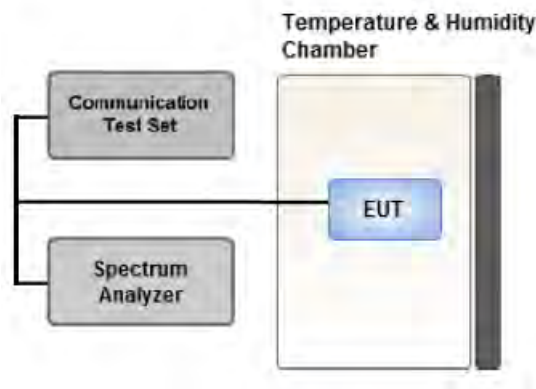 Temperature & Humidity
Chamber
Communication
Test Set
EUT
Spectrum
Analyzer